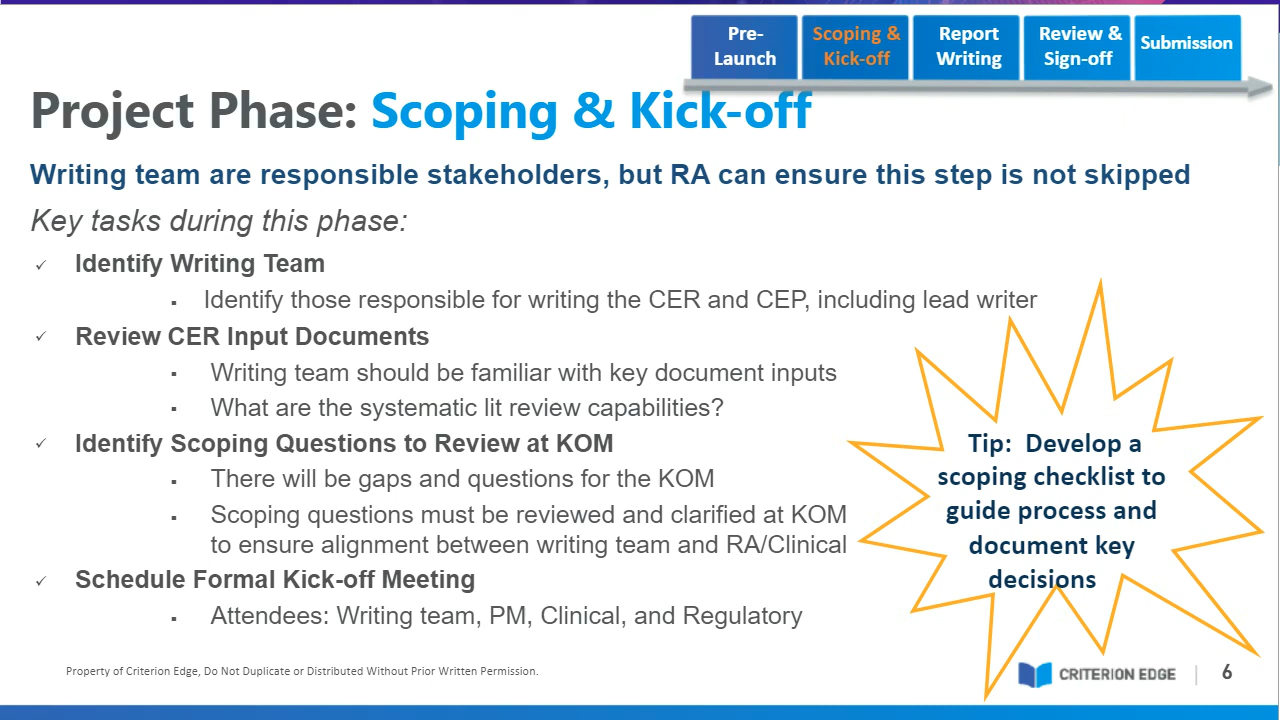 Pre-
Launch
Scoping &
Kick-off
Report
Writing
Review &
Sign-off
Submission
Project Phase: Scoping & Kick-off
Writing team are responsible stakeholders, but RA can ensure this step is not skipped
Key tasks during this phase:
✓ Identify Writing Team
▪ Identify those responsible for writing the CER and CEP, including lead writer
✓ Review CER Input Documents
▪ Writing team should be familiar with key document inputs
▪ What are the systematic lit review capabilities?
✓ Identify Scoping Questions to Review at KOM
▪ There will be gaps and questions for the KOM
▪ Scoping questions must be reviewed and clarified at KOM
to ensure alignment between writing team and RA/Clinical
✓ Schedule Formal Kick-off Meeting
▪ Attendees: Writing team, PM, Clinical, and Regulatory
Tip: Develop a
scoping checklist to
guide process and
document key
decisions
Property of Criterion Edge, Do Not Duplicate or Distributed Without Prior Written Permission.
CRITERION EDGE | 6